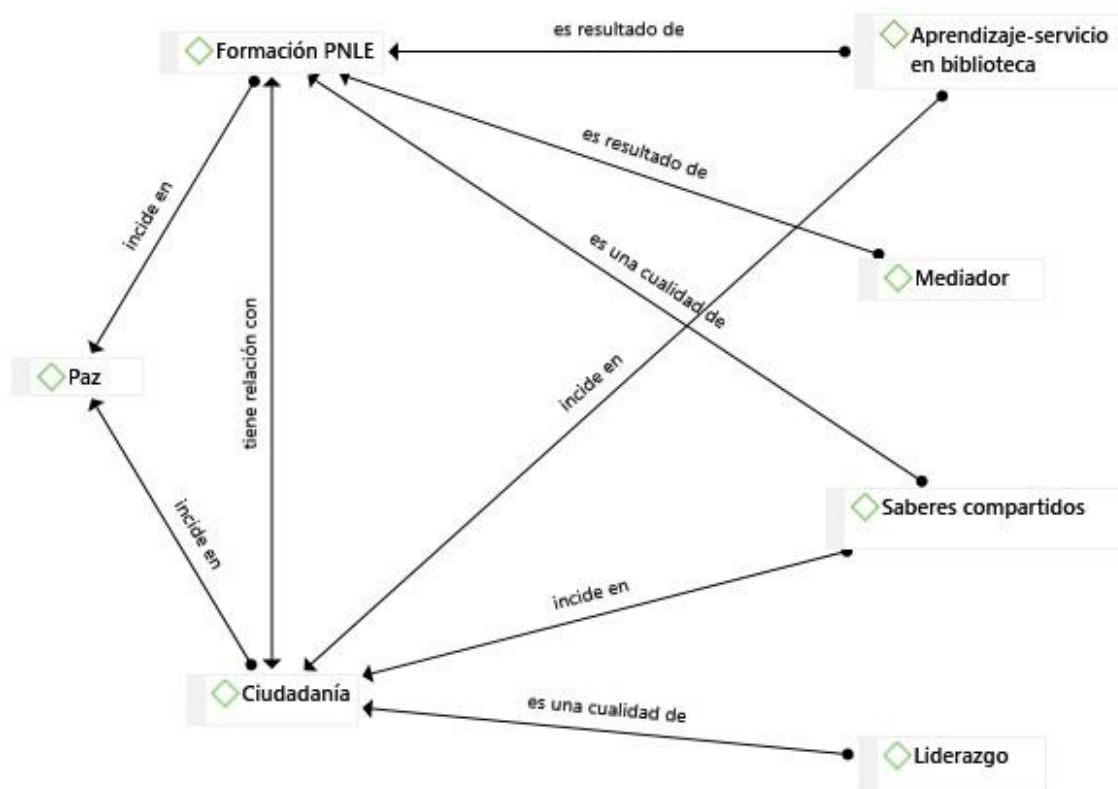 es resultado de
Formación PNLE
Aprendizaje-servicio
en biblioteca
es resultado de
incide en
es una cualidad de
Mediador
tiene relación con
Paz
incide en
Saberes compartidos
incide en
incide en
Ciudadanía
es una cualidad de
Liderazgo